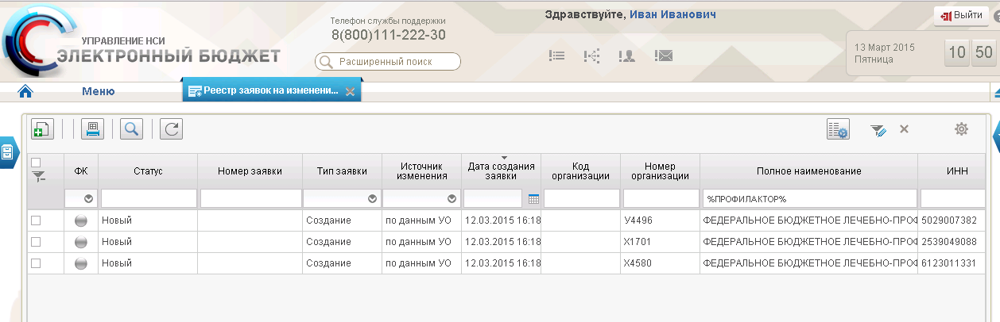 Телефон службы поддержки
8(800)111-222-30
Здравствуйте, Иван Иванович
Выйти
УПРАВЛЕНИЕ НСИ
ЭЛЕКТРОННЫЙ БЮДЖЕТ
Расширенный поиск
13 Март 2015
Пятница
10 50
Меню
Реестр заявок на изменени...
ФК Статус Номер заявки Тип заявки Источник изменения Дата создания заявки Код организации Номер организации Полное наименование ИНН
%ПРОФИЛАКТОР%
Новый Создание по данным УО 12.03.2015 16:18 У4496 ФЕДЕРАЛЬНОЕ БЮДЖЕТНОЕ ЛЕЧЕБНО-ПРОФ 5029007382
Новый Создание по данным УО 12.03.2015 16:18 Х1701 ФЕДЕРАЛЬНОЕ БЮДЖЕТНОЕ ЛЕЧЕБНО-ПРОФ 2539049088
Новый Создание по данным УО 12.03.2015 16:18 Х4580 ФЕДЕРАЛЬНОЕ БЮДЖЕТНОЕ ЛЕЧЕБНО-ПРОФ 6123011331